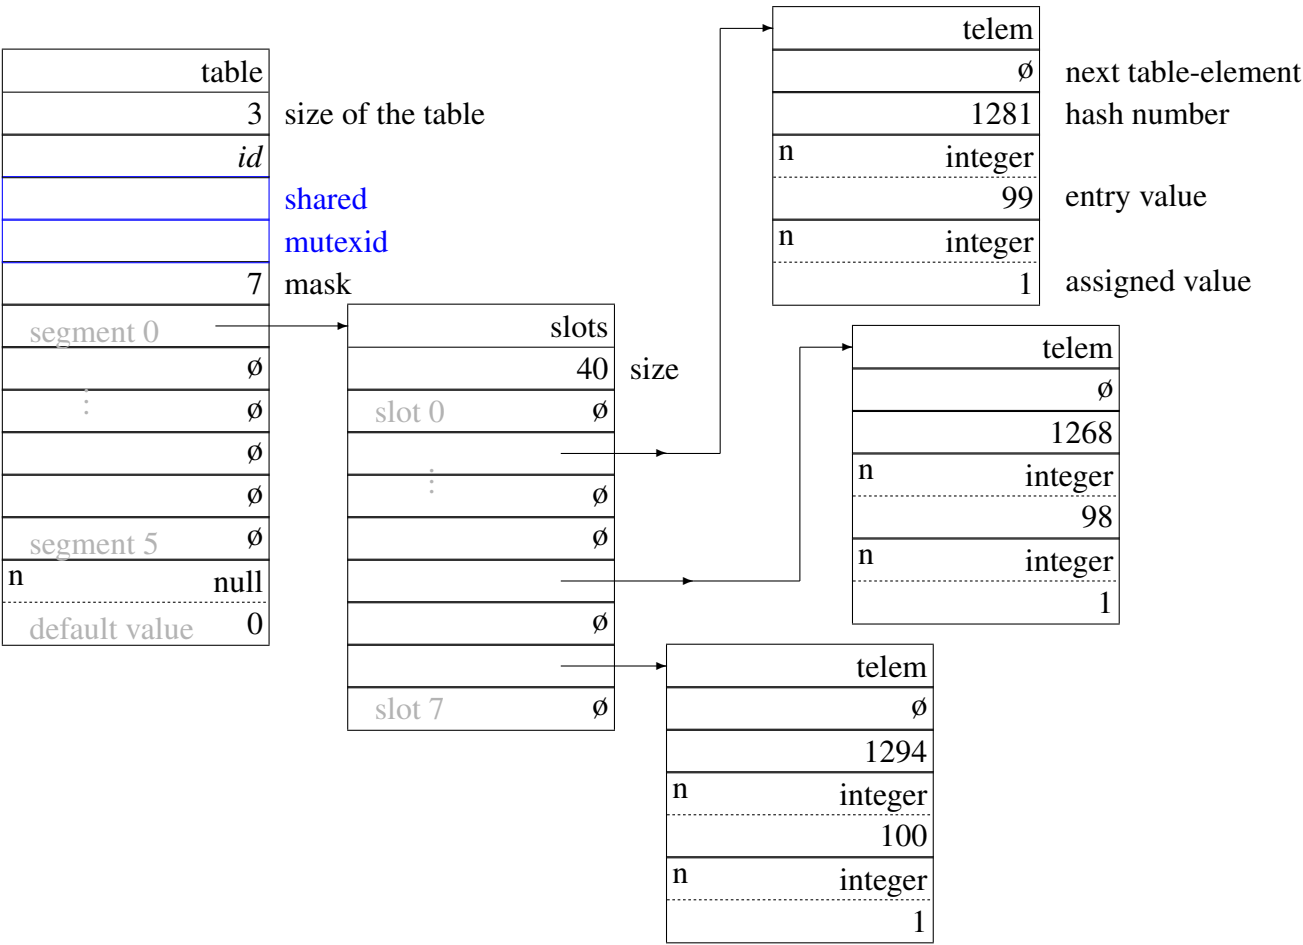 table
3 size of the table
id
shared
mutexid
7 mask
segment 0
ø
⋮ ø
ø
ø
segment 5 ø
n null
default value 0
slots
40 size
slot 0 ø
⋮ ø
ø
ø
slot 7 ø
telem
ø next table-element
1281 hash number
n integer
99 entry value
n integer
1 assigned value
telem
ø
1268
n integer
98
n integer
1
telem
ø
1294
n integer
100
n integer
1